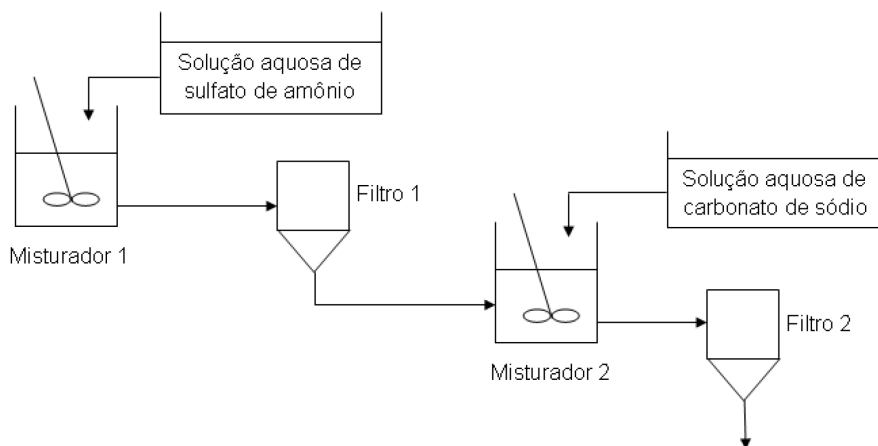 Solução aquosa de
sulfato de amônio
Filtro 1
Misturador 1
Solução aquosa de
carbonato de sódio
Filtro 2
Misturador 2